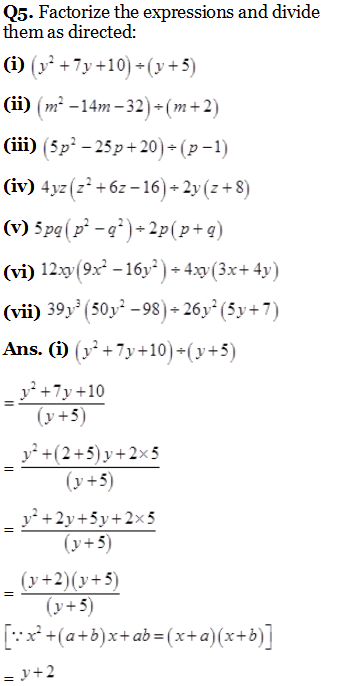 Q5. Factorize the expressions and divide
them as directed:
(i) (y² + 7y + 10) ÷ (y + 5)
(ii) (m² − 14m − 32) ÷ (m + 2)
(iii) (5p² − 25p + 20) ÷ (p − 1)
(iv) 4yz(z² + 6z − 16) ÷ 2y(z + 8)
(v) 5pq(p² − q²) ÷ 2p(p + q)
(vi) 12xy(9x² − 16y²) ÷ 4xy(3x + 4y)
(vii) 39y³(50y² − 98) ÷ 26y²(5y + 7)
Ans. (i) (y² + 7y + 10) ÷ (y + 5)
= y² + 7y + 10 / (y + 5)
= y² + (2 + 5)y + 2 × 5 / (y + 5)
= y² + 2y + 5y + 2 × 5 / (y + 5)
= (y + 2)(y + 5) / (y + 5)
[∵ x² + (a + b)x + ab = (x + a)(x + b)]
= y + 2